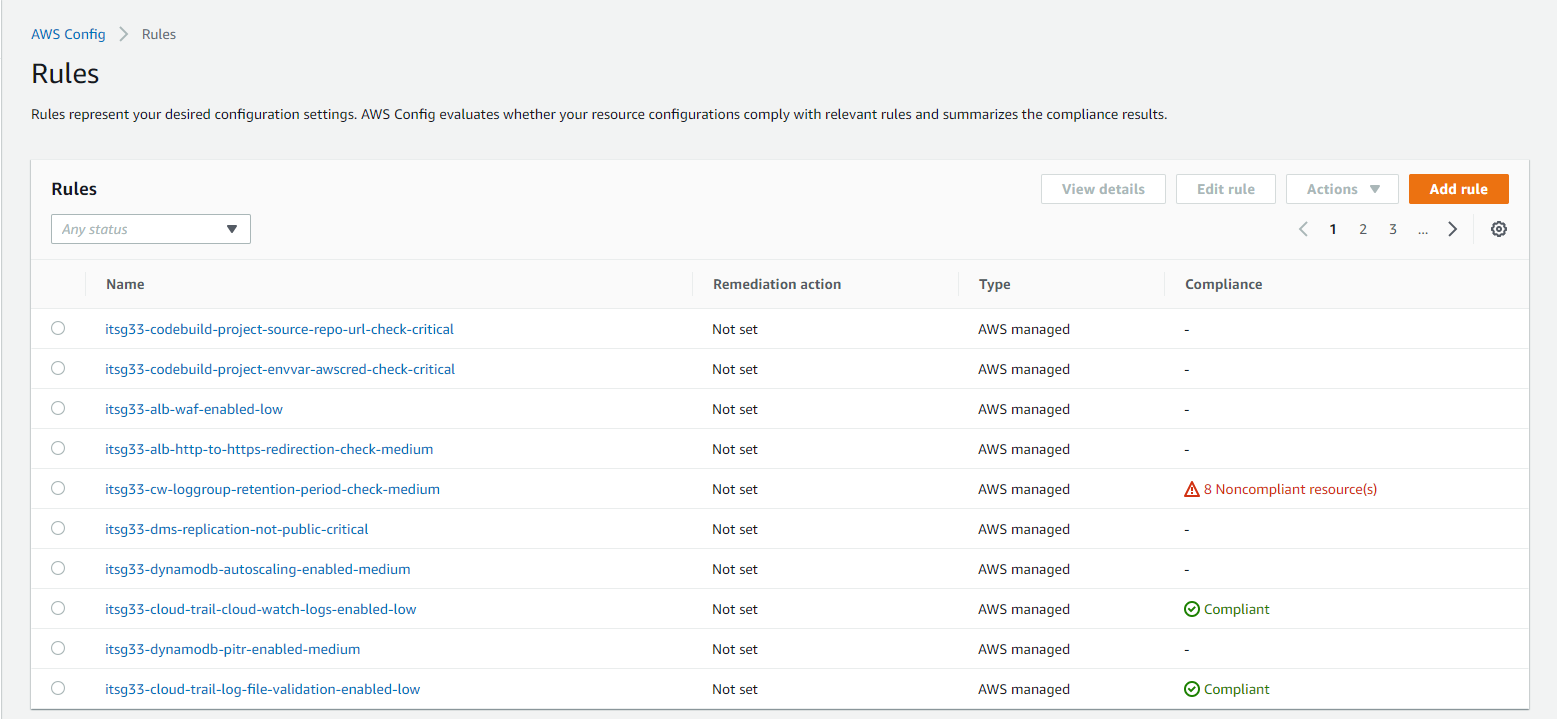 AWS Config > Rules
Rules
Rules represent your desired configuration settings. AWS Config evaluates whether your resource configurations comply with relevant rules and summarizes the compliance results.
Rules View details Edit rule Actions Add rule
Any status 1 2 3 ...
Name Remediation action Type Compliance
itsg33-codebuild-project-source-repo-url-check-critical Not set AWS managed -
itsg33-codebuild-project-envvar-awscred-check-critical Not set AWS managed -
itsg33-alb-waf-enabled-low Not set AWS managed -
itsg33-alb-http-to-https-redirection-check-medium Not set AWS managed -
itsg33-cw-loggroup-retention-period-check-medium Not set AWS managed 8 Noncompliant resource(s)
itsg33-dms-replication-not-public-critical Not set AWS managed -
itsg33-dynamodb-autoscaling-enabled-medium Not set AWS managed -
itsg33-cloud-trail-cloud-watch-logs-enabled-low Not set AWS managed Compliant
itsg33-dynamodb-pitr-enabled-medium Not set AWS managed -
itsg33-cloud-trail-log-file-validation-enabled-low Not set AWS managed Compliant